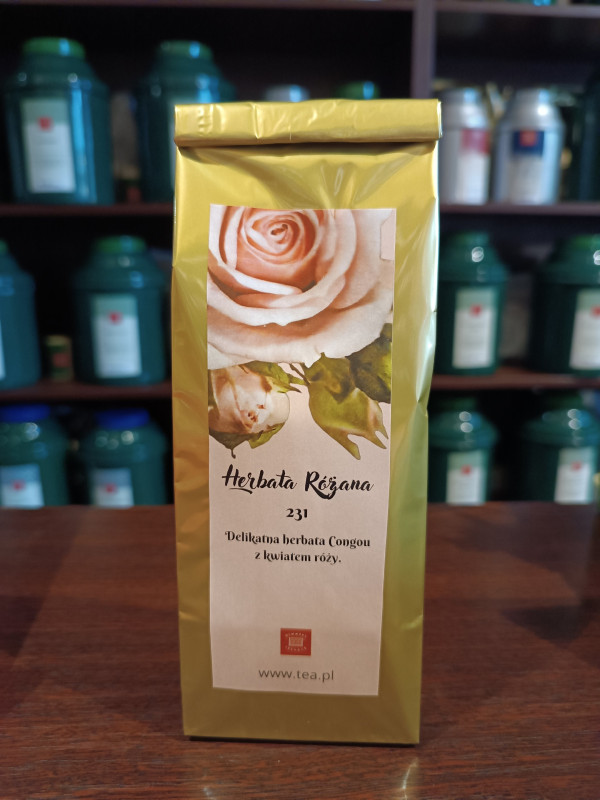 Herbata Różana
231
Delikatna herbata Congou
z kwiatem róży.
www.tea.pl